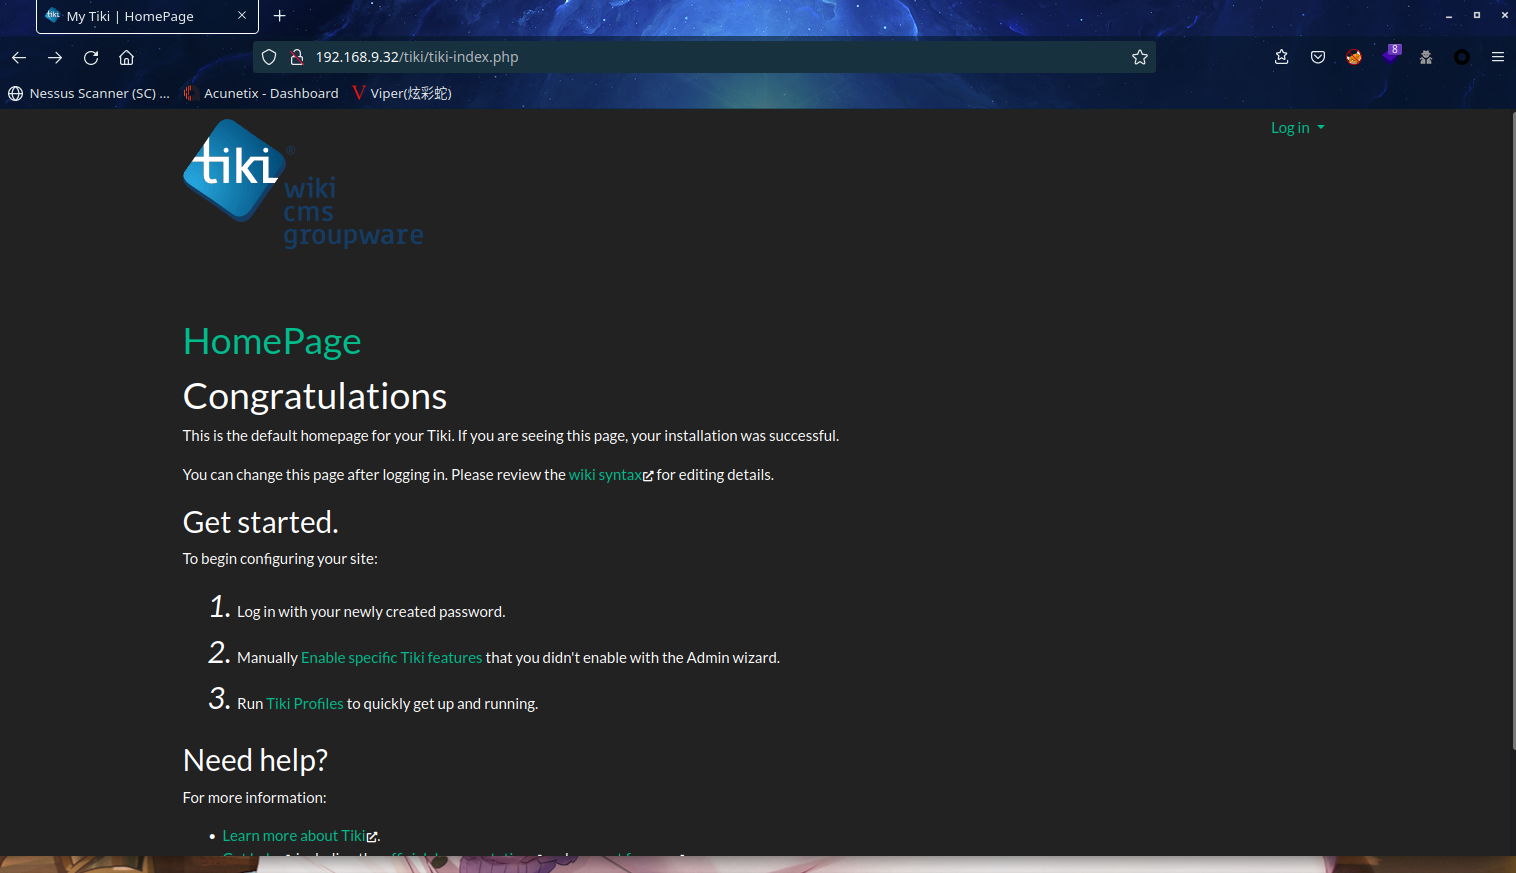 My Tiki | HomePage
192.168.9.32/tiki/tiki-index.php
8
Nessus Scanner (SC) ...
Acunetix - Dashboard
Viper(炫彩蛇)
Log in
tiki
wiki
cms
groupware
HomePage
Congratulations
This is the default homepage for your Tiki. If you are seeing this page, your installation was successful.
You can change this page after logging in. Please review the wiki syntax for editing details.
Get started.
To begin configuring your site:
1. Log in with your newly created password.
2. Manually Enable specific Tiki features that you didn't enable with the Admin wizard.
3. Run Tiki Profiles to quickly get up and running.
Need help?
For more information:
• Learn more about Tiki.